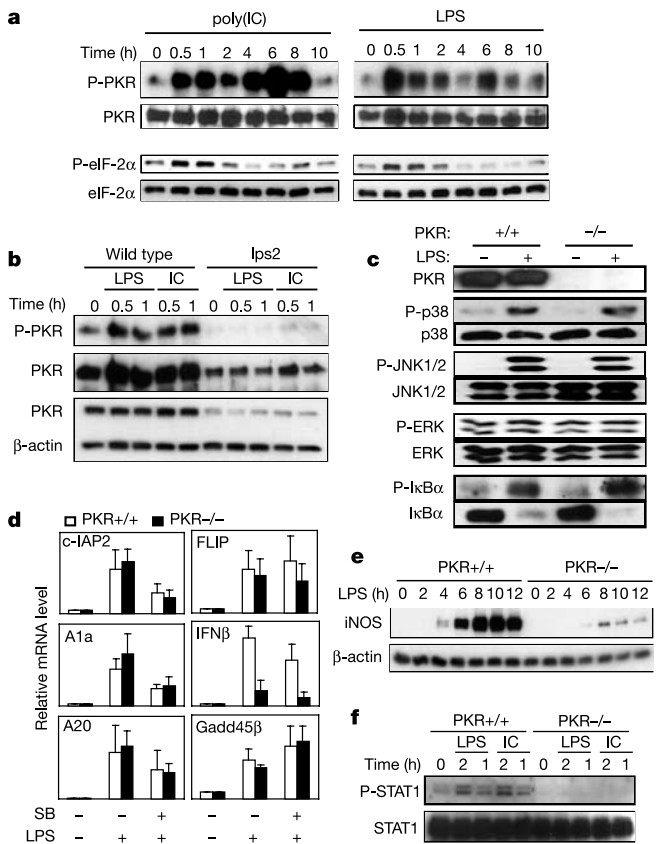 a
poly(IC) LPS
Time (h) 0 0.5 1 2 4 6 8 10 0 0.5 1 2 4 6 8 10
P-PKR
PKR
P-eIF-2α
eIF-2α
b
Wild type lps2
LPS IC LPS IC
Time (h) 0 0.5 1 0.5 1 0 0.5 1 0.5 1
P-PKR
PKR
PKR
β-actin
c
PKR: +/+ –/–
LPS: – + – +
PKR
P-p38
p38
P-JNK1/2
JNK1/2
P-ERK
ERK
P-IκBα
IκBα
d
PKR+/+ PKR–/–
Relative mRNA level
c-IAP2 FLIP
A1a IFNβ
A20 Gadd45β
SB – – + – – +
LPS – + + – + +
e
PKR+/+ PKR–/–
LPS (h) 0 2 4 6 8 10 12 0 2 4 6 8 10 12
iNOS
β-actin
f
PKR+/+ PKR–/–
LPS IC LPS IC
Time (h) 0 2 1 2 1 0 2 1 2 1
P-STAT1
STAT1